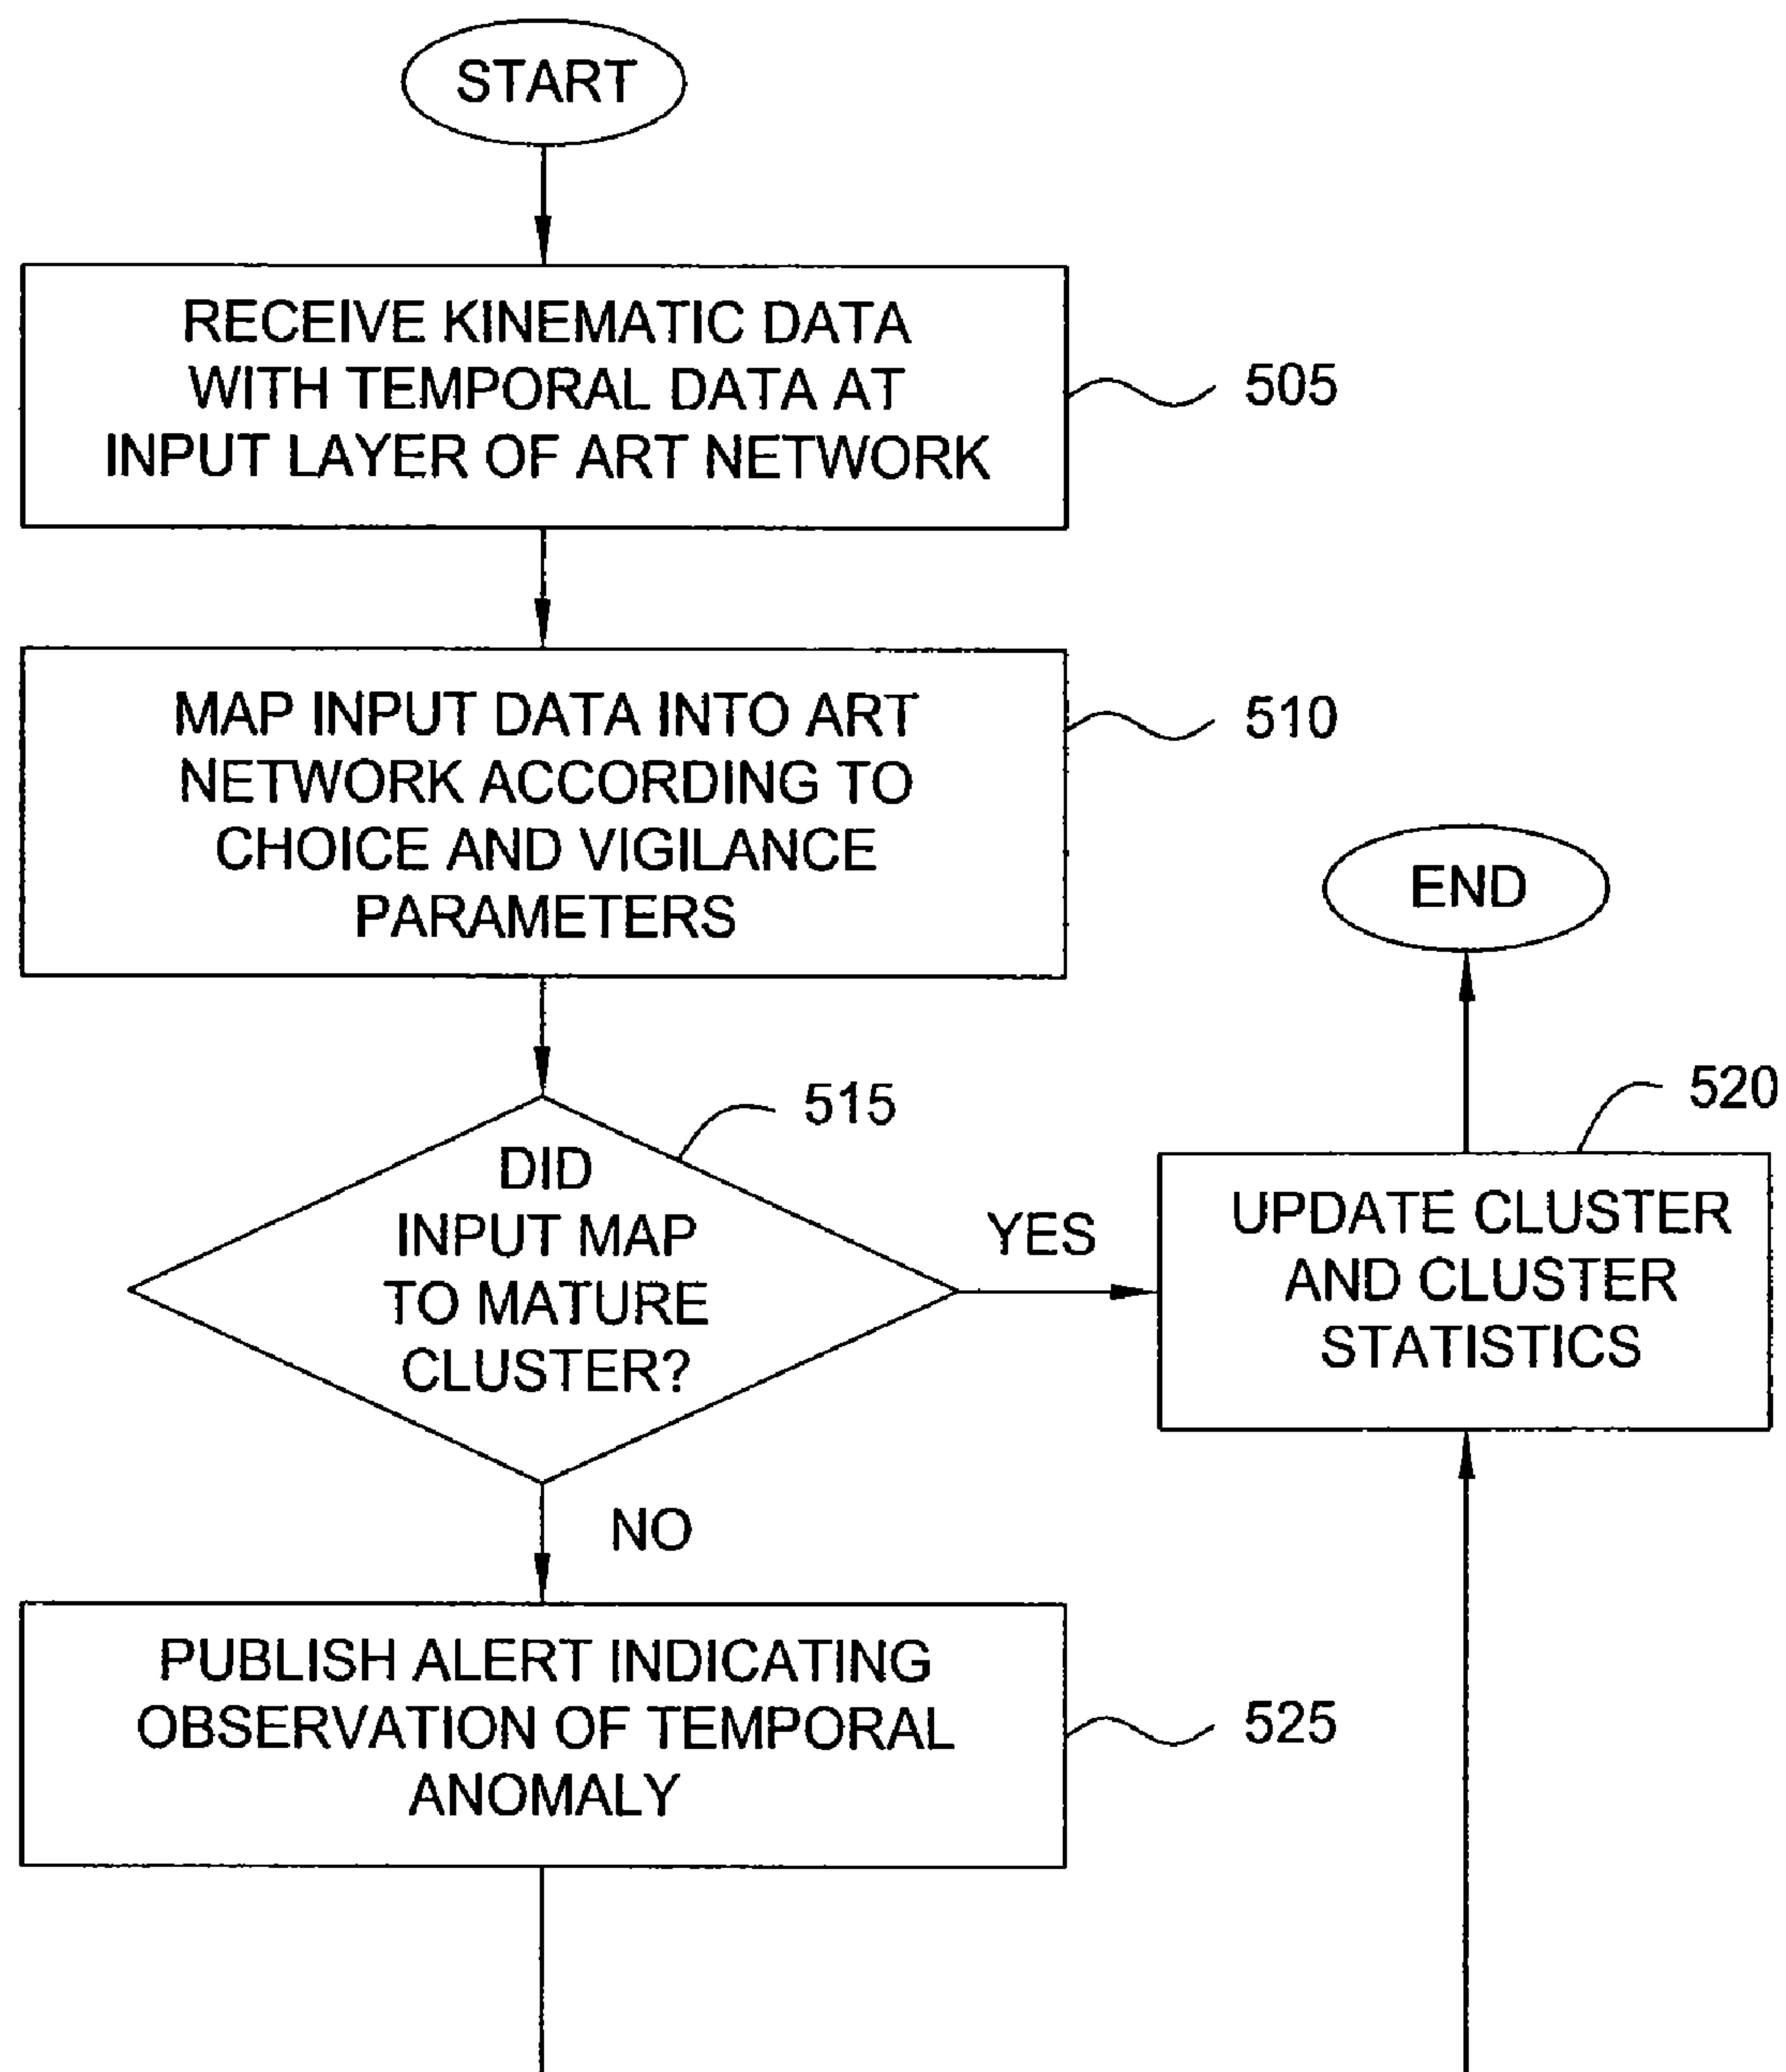 START
RECEIVE KINEMATIC DATA
WITH TEMPORAL DATA AT
INPUT LAYER OF ART NETWORK
505
MAP INPUT DATA INTO ART
NETWORK ACCORDING TO
CHOICE AND VIGILANCE
PARAMETERS
510
DID
INPUT MAP
TO MATURE
CLUSTER?
515
YES
NO
UPDATE CLUSTER
AND CLUSTER
STATISTICS
520
END
PUBLISH ALERT INDICATING
OBSERVATION OF TEMPORAL
ANOMALY
525